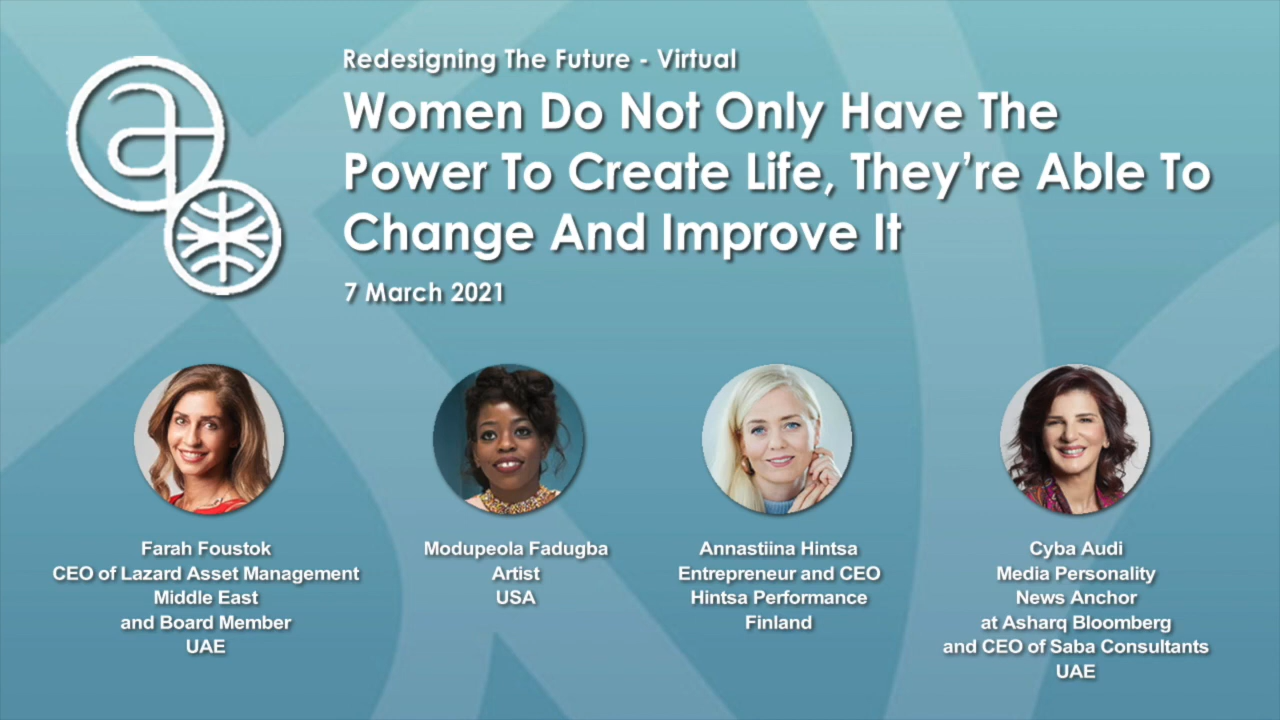 Redesigning The Future - Virtual
Women Do Not Only Have The
Power To Create Life, They’re Able To
Change And Improve It
7 March 2021
Farah Foustok
CEO of Lazard Asset Management
Middle East
and Board Member
UAE
Modupeola Fadugba
Artist
USA
Annastiina Hintsa
Entrepreneur and CEO
Hintsa Performance
Finland
Cyba Audi
Media Personality
News Anchor
at Asharq Bloomberg
and CEO of Saba Consultants
UAE